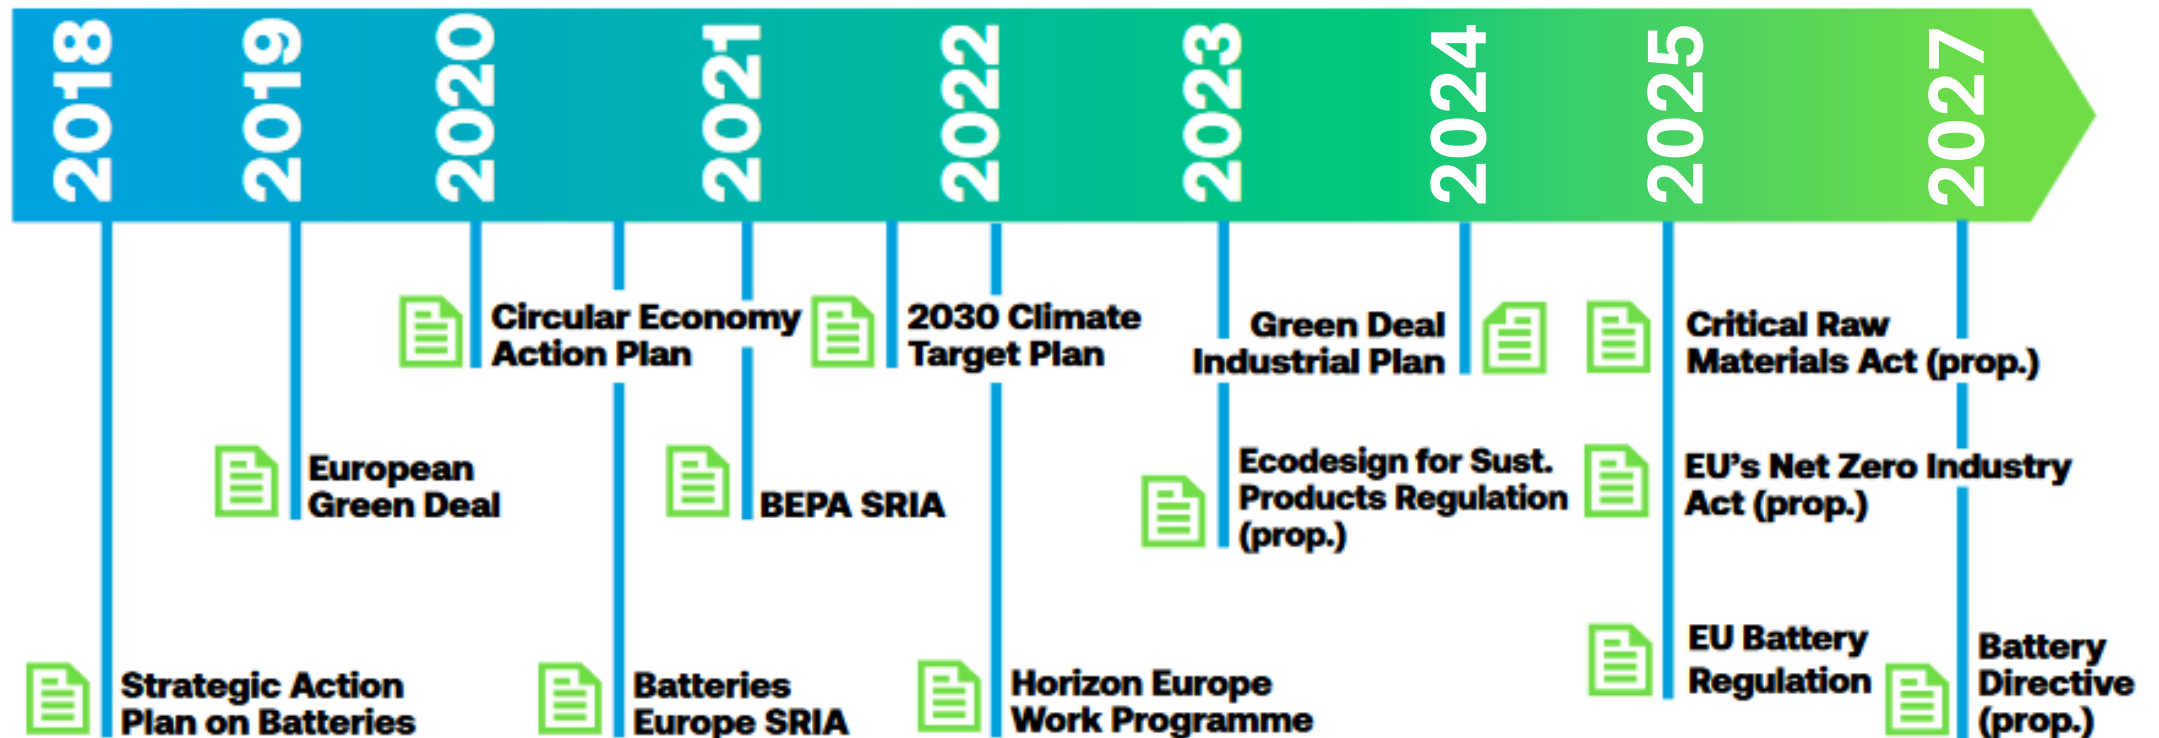 2018
2019
2020
2021
2022
2023
2024
2025
2027
Circular Economy
Action Plan
2030 Climate
Target Plan
Green Deal
Industrial Plan
Critical Raw
Materials Act (prop.)
European
Green Deal
BEPA SRIA
Ecodesign for Sust.
Products Regulation
(prop.)
EU's Net Zero Industry
Act (prop.)
Strategic Action
Plan on Batteries
Batteries
Europe SRIA
Horizon Europe
Work Programme
EU Battery
Regulation
Battery
Directive
(prop.)